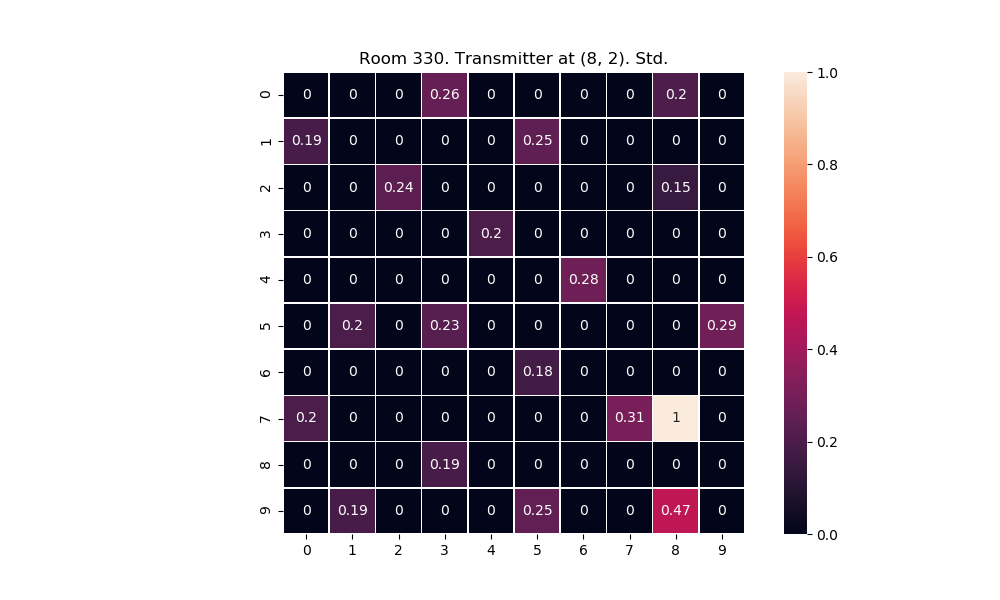 Room 330. Transmitter at (8, 2). Std.
0 0 0 0 0.26 0 0 0 0 0.2 0
1 0.19 0 0 0 0 0.25 0 0 0 0
2 0 0 0.24 0 0 0 0 0 0.15 0
3 0 0 0 0 0.2 0 0 0 0 0
4 0 0 0 0 0 0 0.28 0 0 0
5 0 0.2 0 0.23 0 0 0 0 0 0.29
6 0 0 0 0 0 0.18 0 0 0 0
7 0.2 0 0 0 0 0 0 0.31 1 0
8 0 0 0 0.19 0 0 0 0 0 0
9 0 0.19 0 0 0 0.25 0 0 0.47 0
0 1 2 3 4 5 6 7 8 9
1.0
0.8
0.6
0.4
0.2
0.0